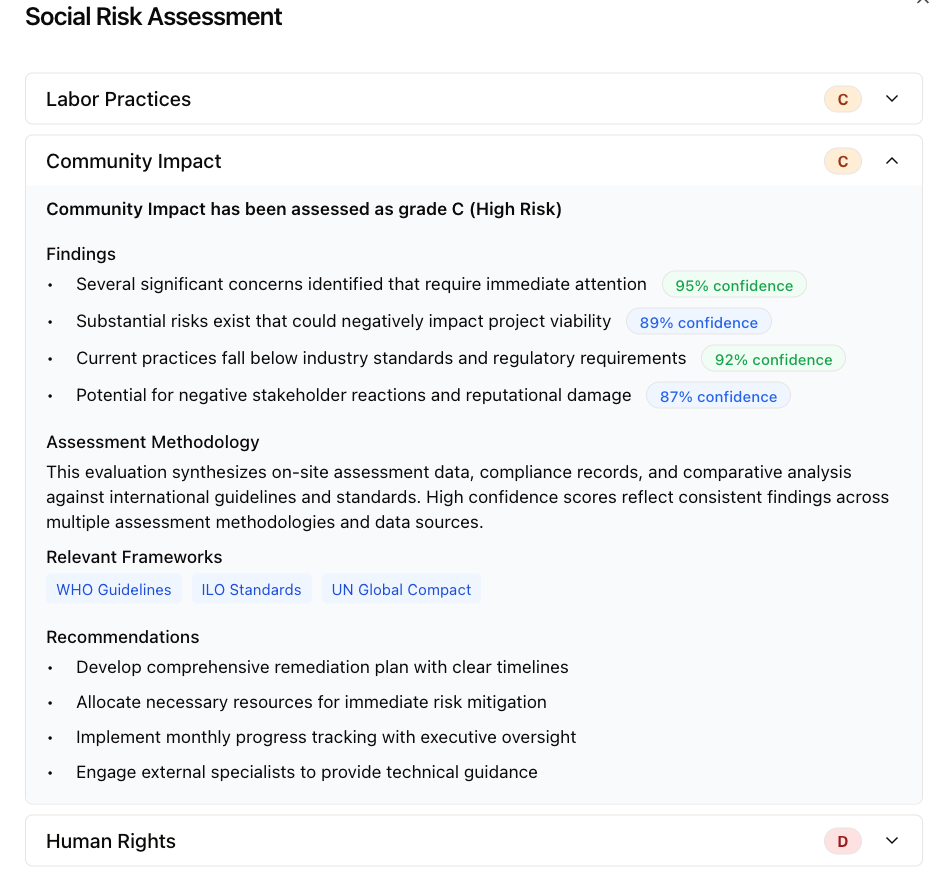 Social Risk Assessment
Labor Practices C
Community Impact C
Community Impact has been assessed as grade C (High Risk)
Findings
• Several significant concerns identified that require immediate attention 95% confidence
• Substantial risks exist that could negatively impact project viability 89% confidence
• Current practices fall below industry standards and regulatory requirements 92% confidence
• Potential for negative stakeholder reactions and reputational damage 87% confidence
Assessment Methodology
This evaluation synthesizes on-site assessment data, compliance records, and comparative analysis
against international guidelines and standards. High confidence scores reflect consistent findings across
multiple assessment methodologies and data sources.
Relevant Frameworks
WHO Guidelines ILO Standards UN Global Compact
Recommendations
• Develop comprehensive remediation plan with clear timelines
• Allocate necessary resources for immediate risk mitigation
• Implement monthly progress tracking with executive oversight
• Engage external specialists to provide technical guidance
Human Rights D